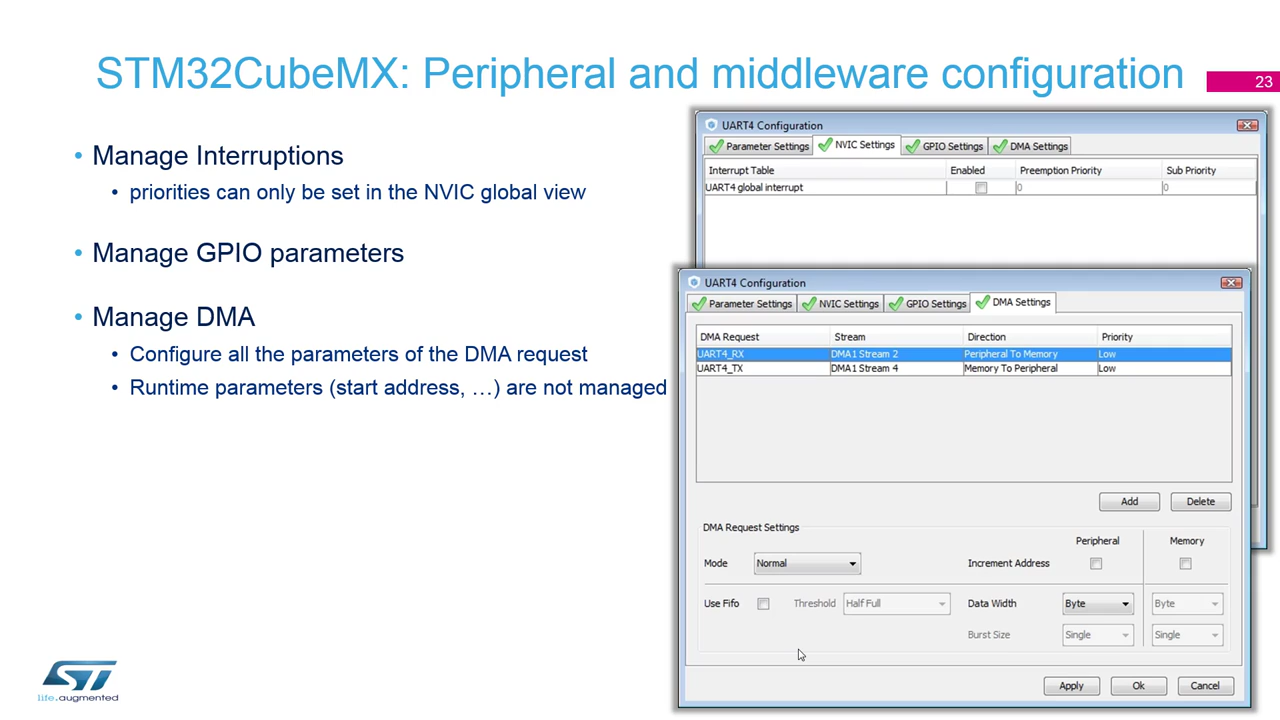 STM32CubeMX: Peripheral and middleware configuration
23
• Manage Interruptions
• priorities can only be set in the NVIC global view
• Manage GPIO parameters
• Manage DMA
• Configure all the parameters of the DMA request
• Runtime parameters (start address, …) are not managed
UART4 Configuration
Parameter Settings NVIC Settings GPIO Settings DMA Settings
Interrupt Table Enabled Preemption Priority Sub Priority
UART4 global interrupt 0 0
UART4 Configuration
Parameter Settings NVIC Settings GPIO Settings DMA Settings
DMA Request Stream Direction Priority
UART4_RX DMA1 Stream 2 Peripheral To Memory Low
UART4_TX DMA1 Stream 4 Memory To Peripheral Low
Add Delete
DMA Request Settings
Peripheral Memory
Mode Normal Increment Address
Use Fifo Threshold Half Full Data Width Byte Byte
Burst Size Single Single
Apply Ok Cancel
ST
life.augmented